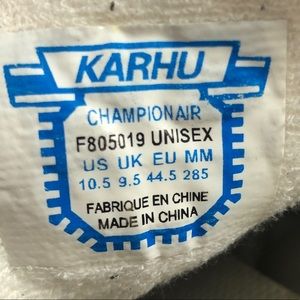 KARHU
CHAMPIONAIR
F805019 UNISEX
US UK EU MM
10.5 9.5 44.5 285
FABRIQUE EN CHINE
MADE IN CHINA